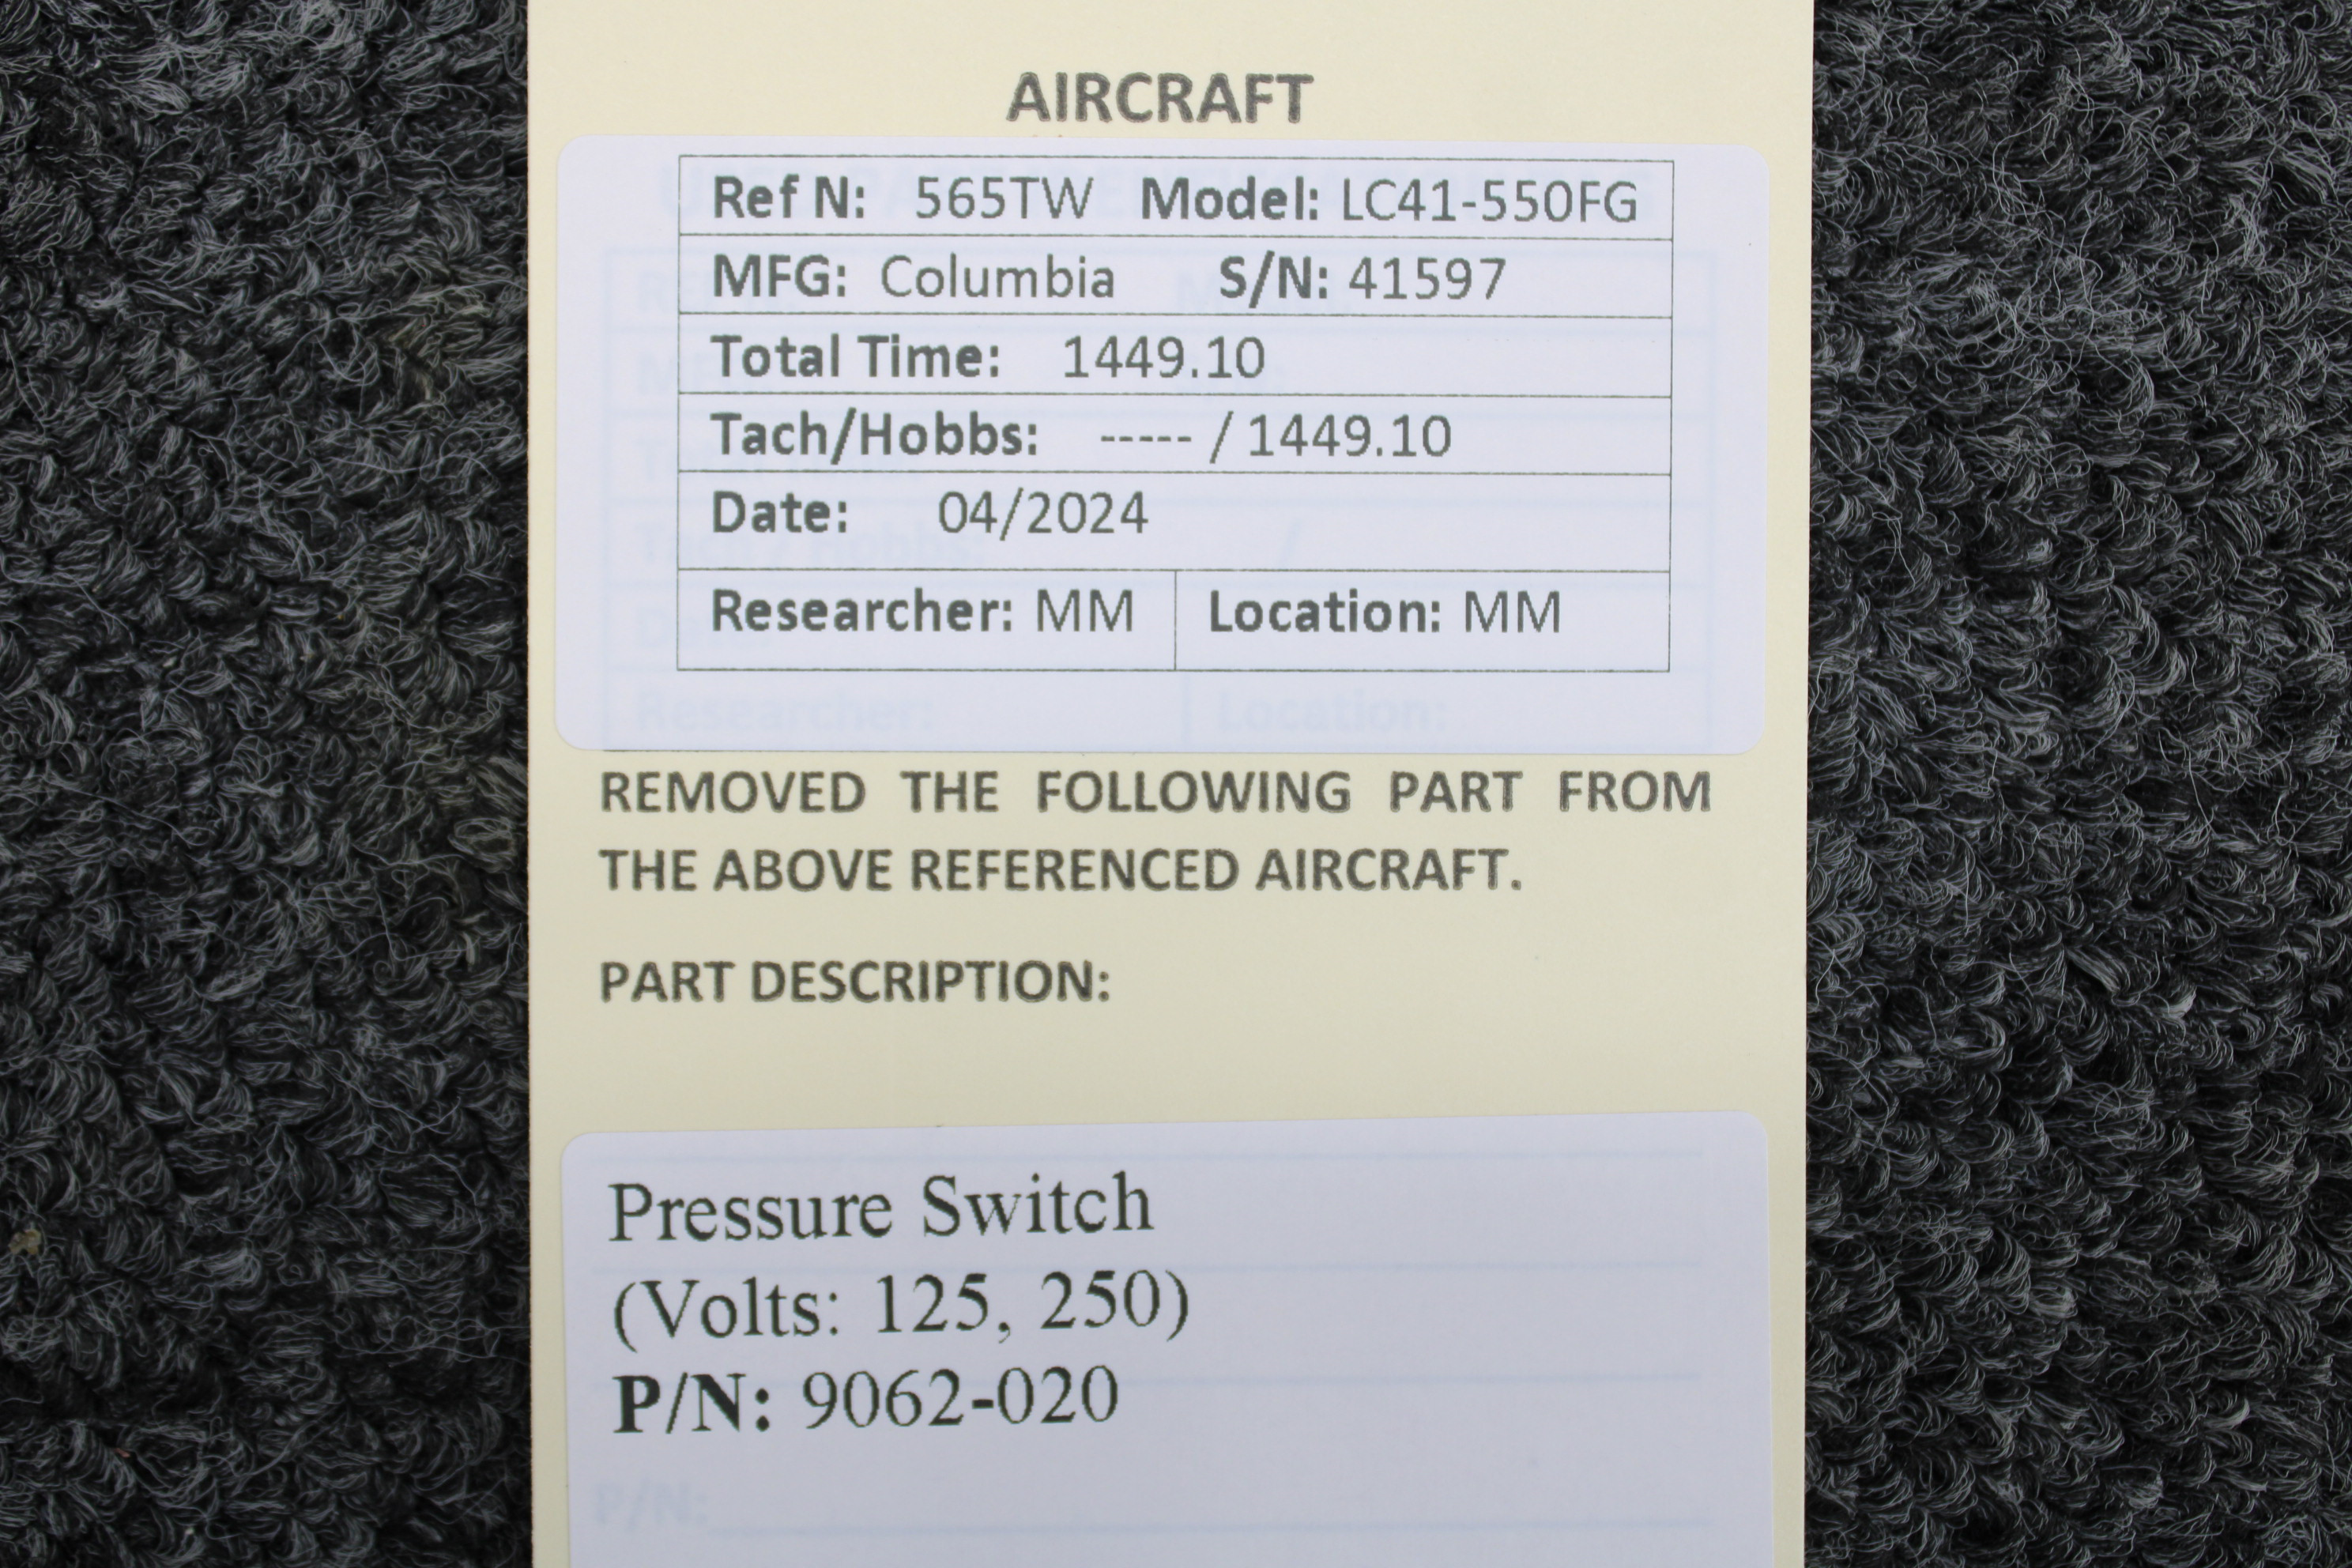 AIRCRAFT
Ref N: 565TW Model: LC41-550FG
MFG: Columbia S/N: 41597
Total Time: 1449.10
Tach/Hobbs: ----- / 1449.10
Date: 04/2024
Researcher: MM Location: MM
Researcher: Location:
REMOVED THE FOLLOWING PART FROM
THE ABOVE REFERENCED AIRCRAFT.
PART DESCRIPTION:
Pressure Switch
(Volts: 125, 250)
P/N: 9062-020
P/N: